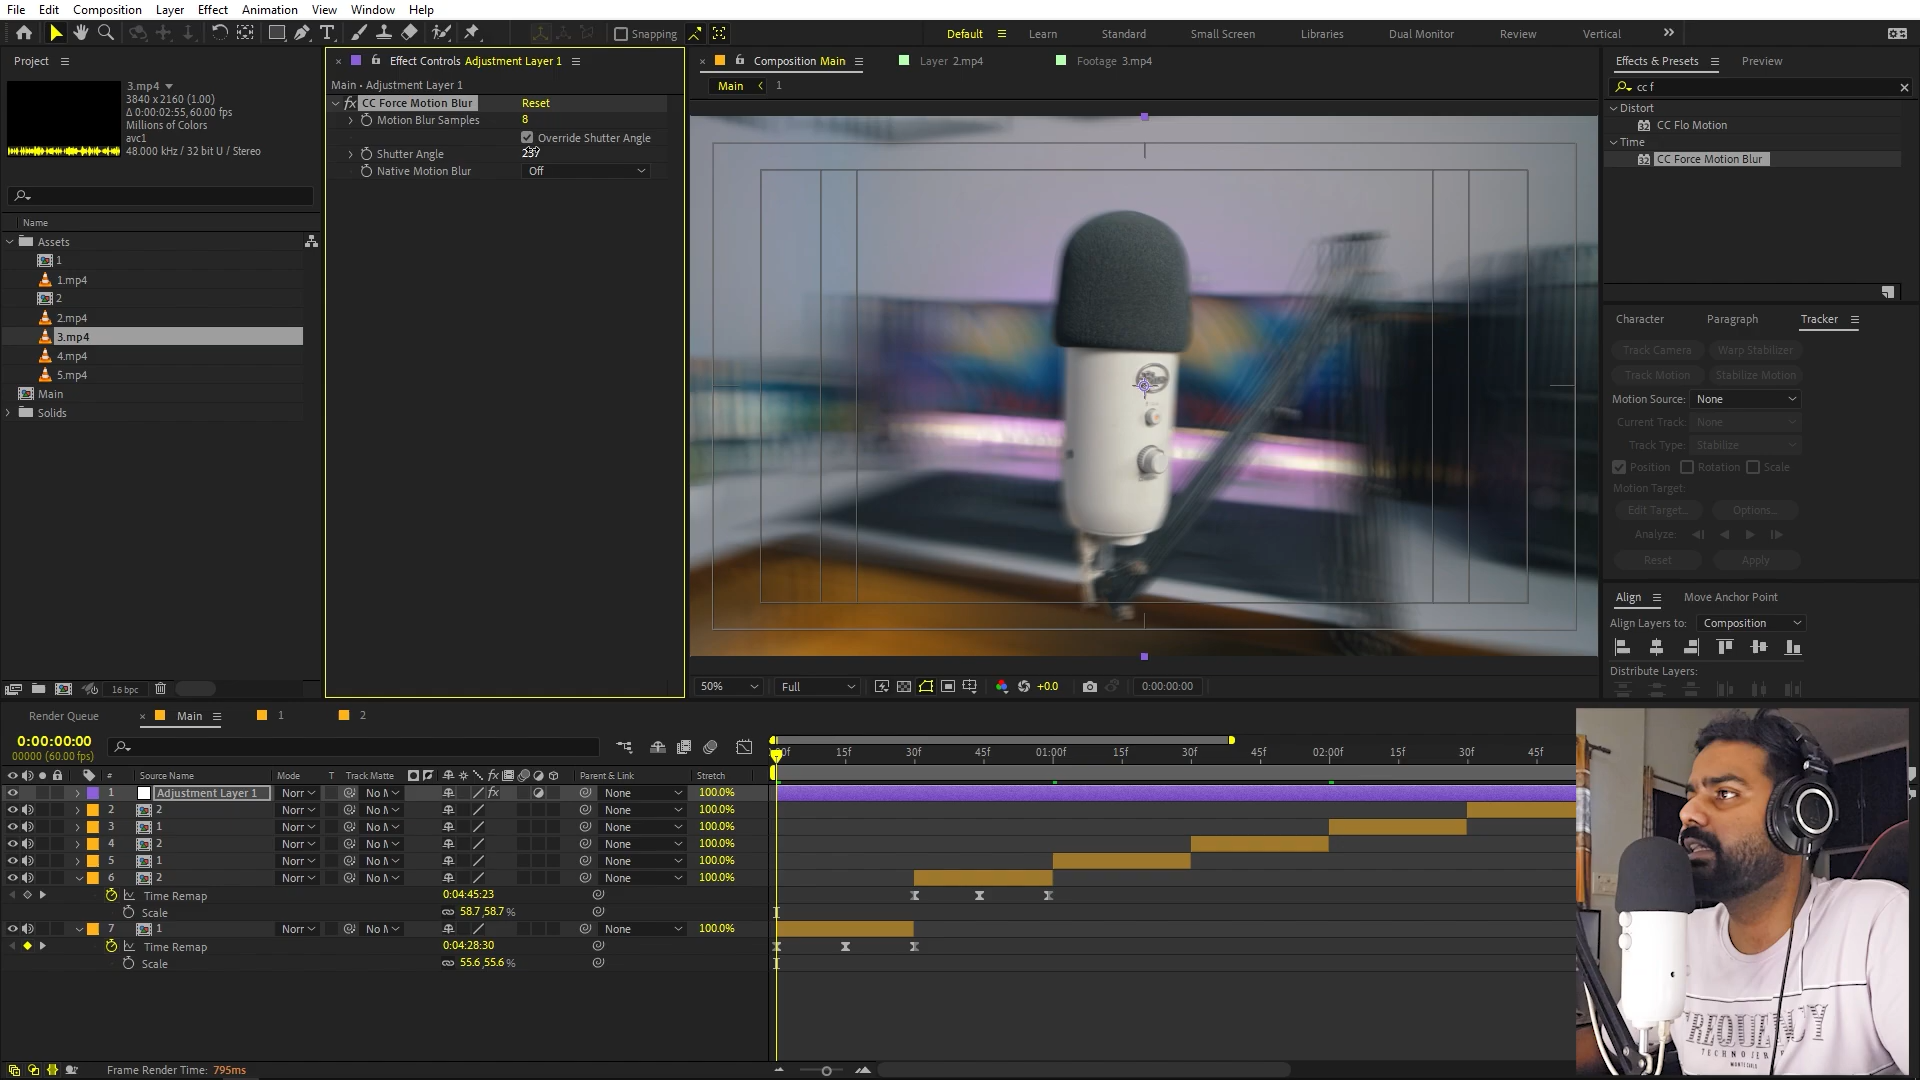 File Edit Composition Layer Effect Animation View Window Help
Snapping Default Learn Standard Small Screen Libraries Dual Monitor Review Vertical
Project
3.mp4
3840 x 2160 (1.00)
Δ 0:00:02:55, 60.00 fps
Millions of Colors
avc1
48.000 kHz / 32 bit U / Stereo
Name
Assets
1
1.mp4
2
2.mp4
3.mp4
4.mp4
5.mp4
Main
Solids
16 bpc
Effect Controls Adjustment Layer 1
Main • Adjustment Layer 1
fx CC Force Motion Blur Reset
Motion Blur Samples 8
Override Shutter Angle
Shutter Angle
Native Motion Blur Off
Composition Main Layer 2.mp4 Footage 3.mp4
Main 1
50% Full +0.0 0:00:00:00
Effects & Presets Preview
cc f
Distort
32 CC Flo Motion
Time
32 CC Force Motion Blur
Character Paragraph Tracker
Track Camera Warp Stabilizer
Track Motion Stabilize Motion
Motion Source: None
Current Track: None
Track Type: Stabilize
Position Rotation Scale
Motion Target:
Edit Target... Options...
Analyze:
Reset Apply
Align Move Anchor Point
Align Layers to: Composition
Distribute Layers:
Render Queue Main 1 2
0:00:00:00
00000 (60.00 fps)
00f 15f 30f 45f 01:00f 15f 30f 45f 02:00f 15f 30f 45f
# Source Name Mode T Track Matte fx Parent & Link Stretch
1 Adjustment Layer 1 Norr No M fx None 100.0%
2 2 Norr No M None 100.0%
3 1 Norr No M None 100.0%
4 2 Norr No M None 100.0%
5 1 Norr No M None 100.0%
6 2 Norr No M None 100.0%
Time Remap 0:04:45:23
Scale 58.7,58.7 %
7 1 Norr No M None 100.0%
Time Remap 0:04:28:30
Scale 55.6,55.6 %
Frame Render Time: 795ms
FREQUENCY